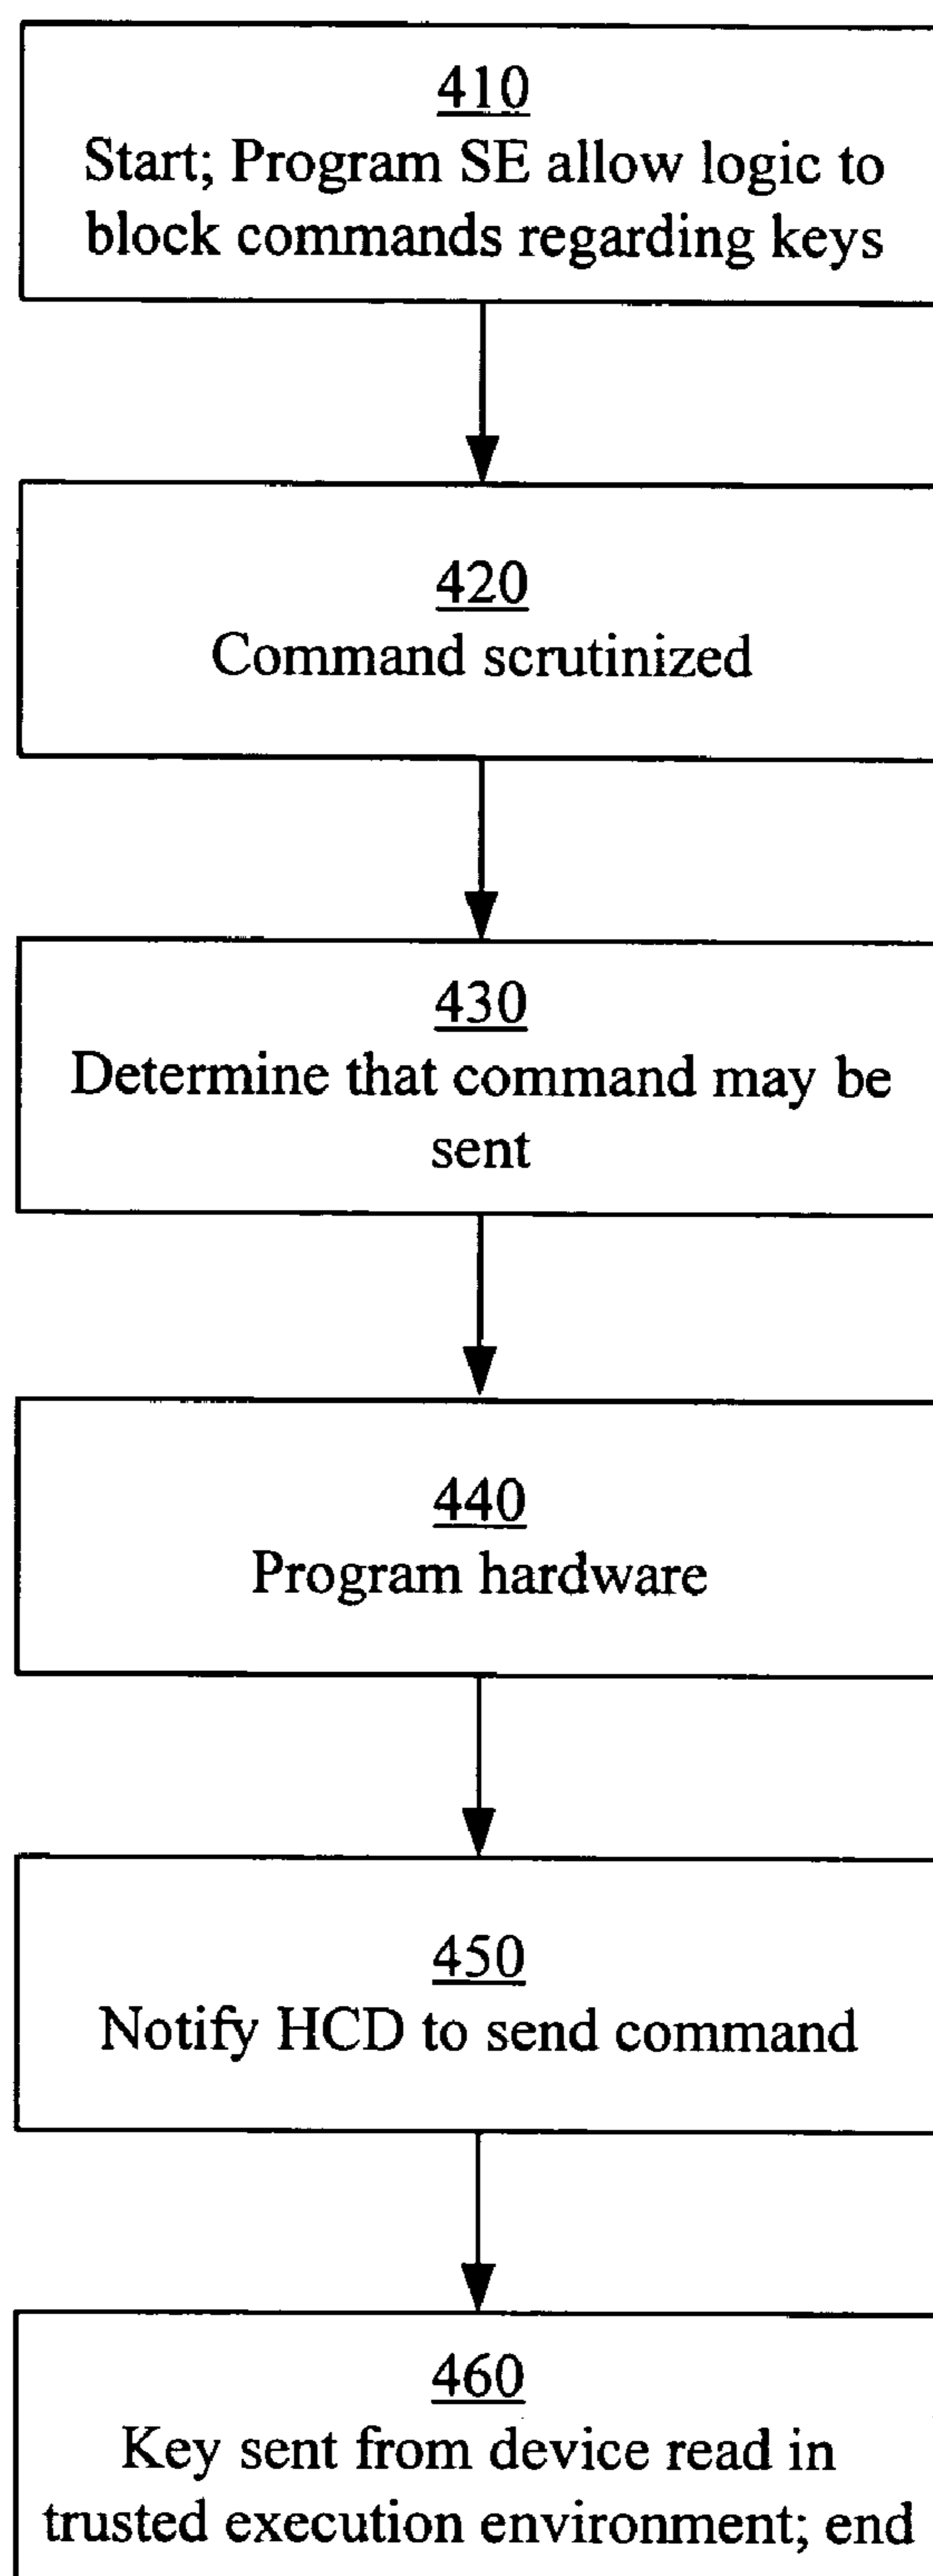 410
Start; Program SE allow logic to
block commands regarding keys
420
Command scrutinized
430
Determine that command may be
sent
440
Program hardware
450
Notify HCD to send command
460
Key sent from device read in
trusted execution environment; end